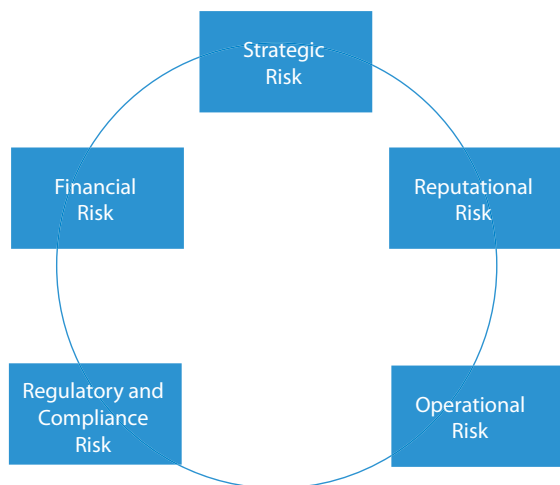 Strategic
Risk
Financial
Risk
Reputational
Risk
Regulatory and
Compliance
Risk
Operational
Risk